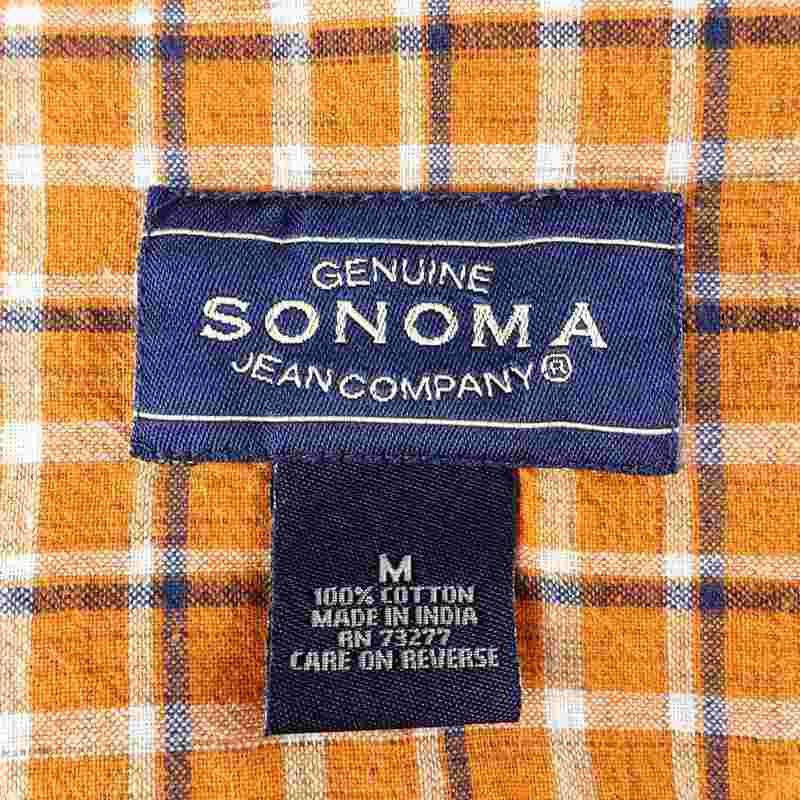 GENUINE
SONOMA
JEAN COMPANY®
M
100% COTTON
MADE IN INDIA
RN 73277
CARE ON REVERSE